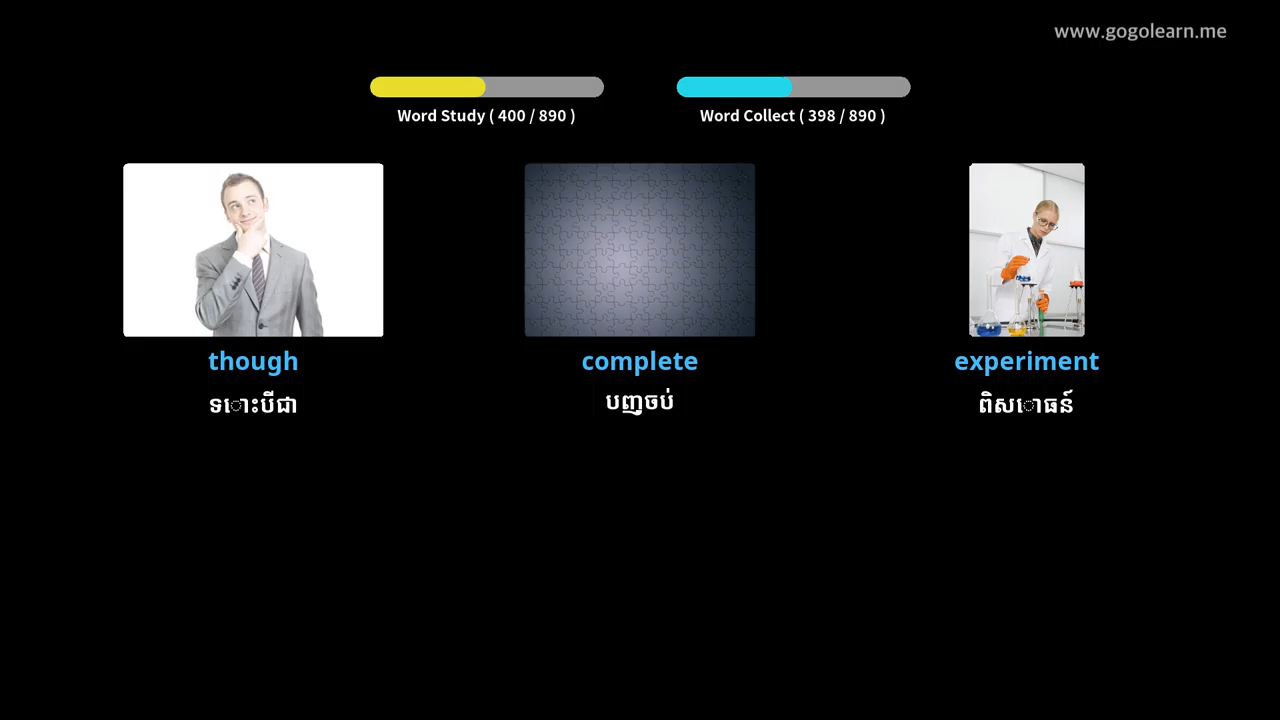 www.gogolearn.me
Word Study ( 400 / 890 )
Word Collect ( 398 / 890 )
though
complete
experiment
ទោះបីជា
បញ្ចប់
ពិសោធន៍